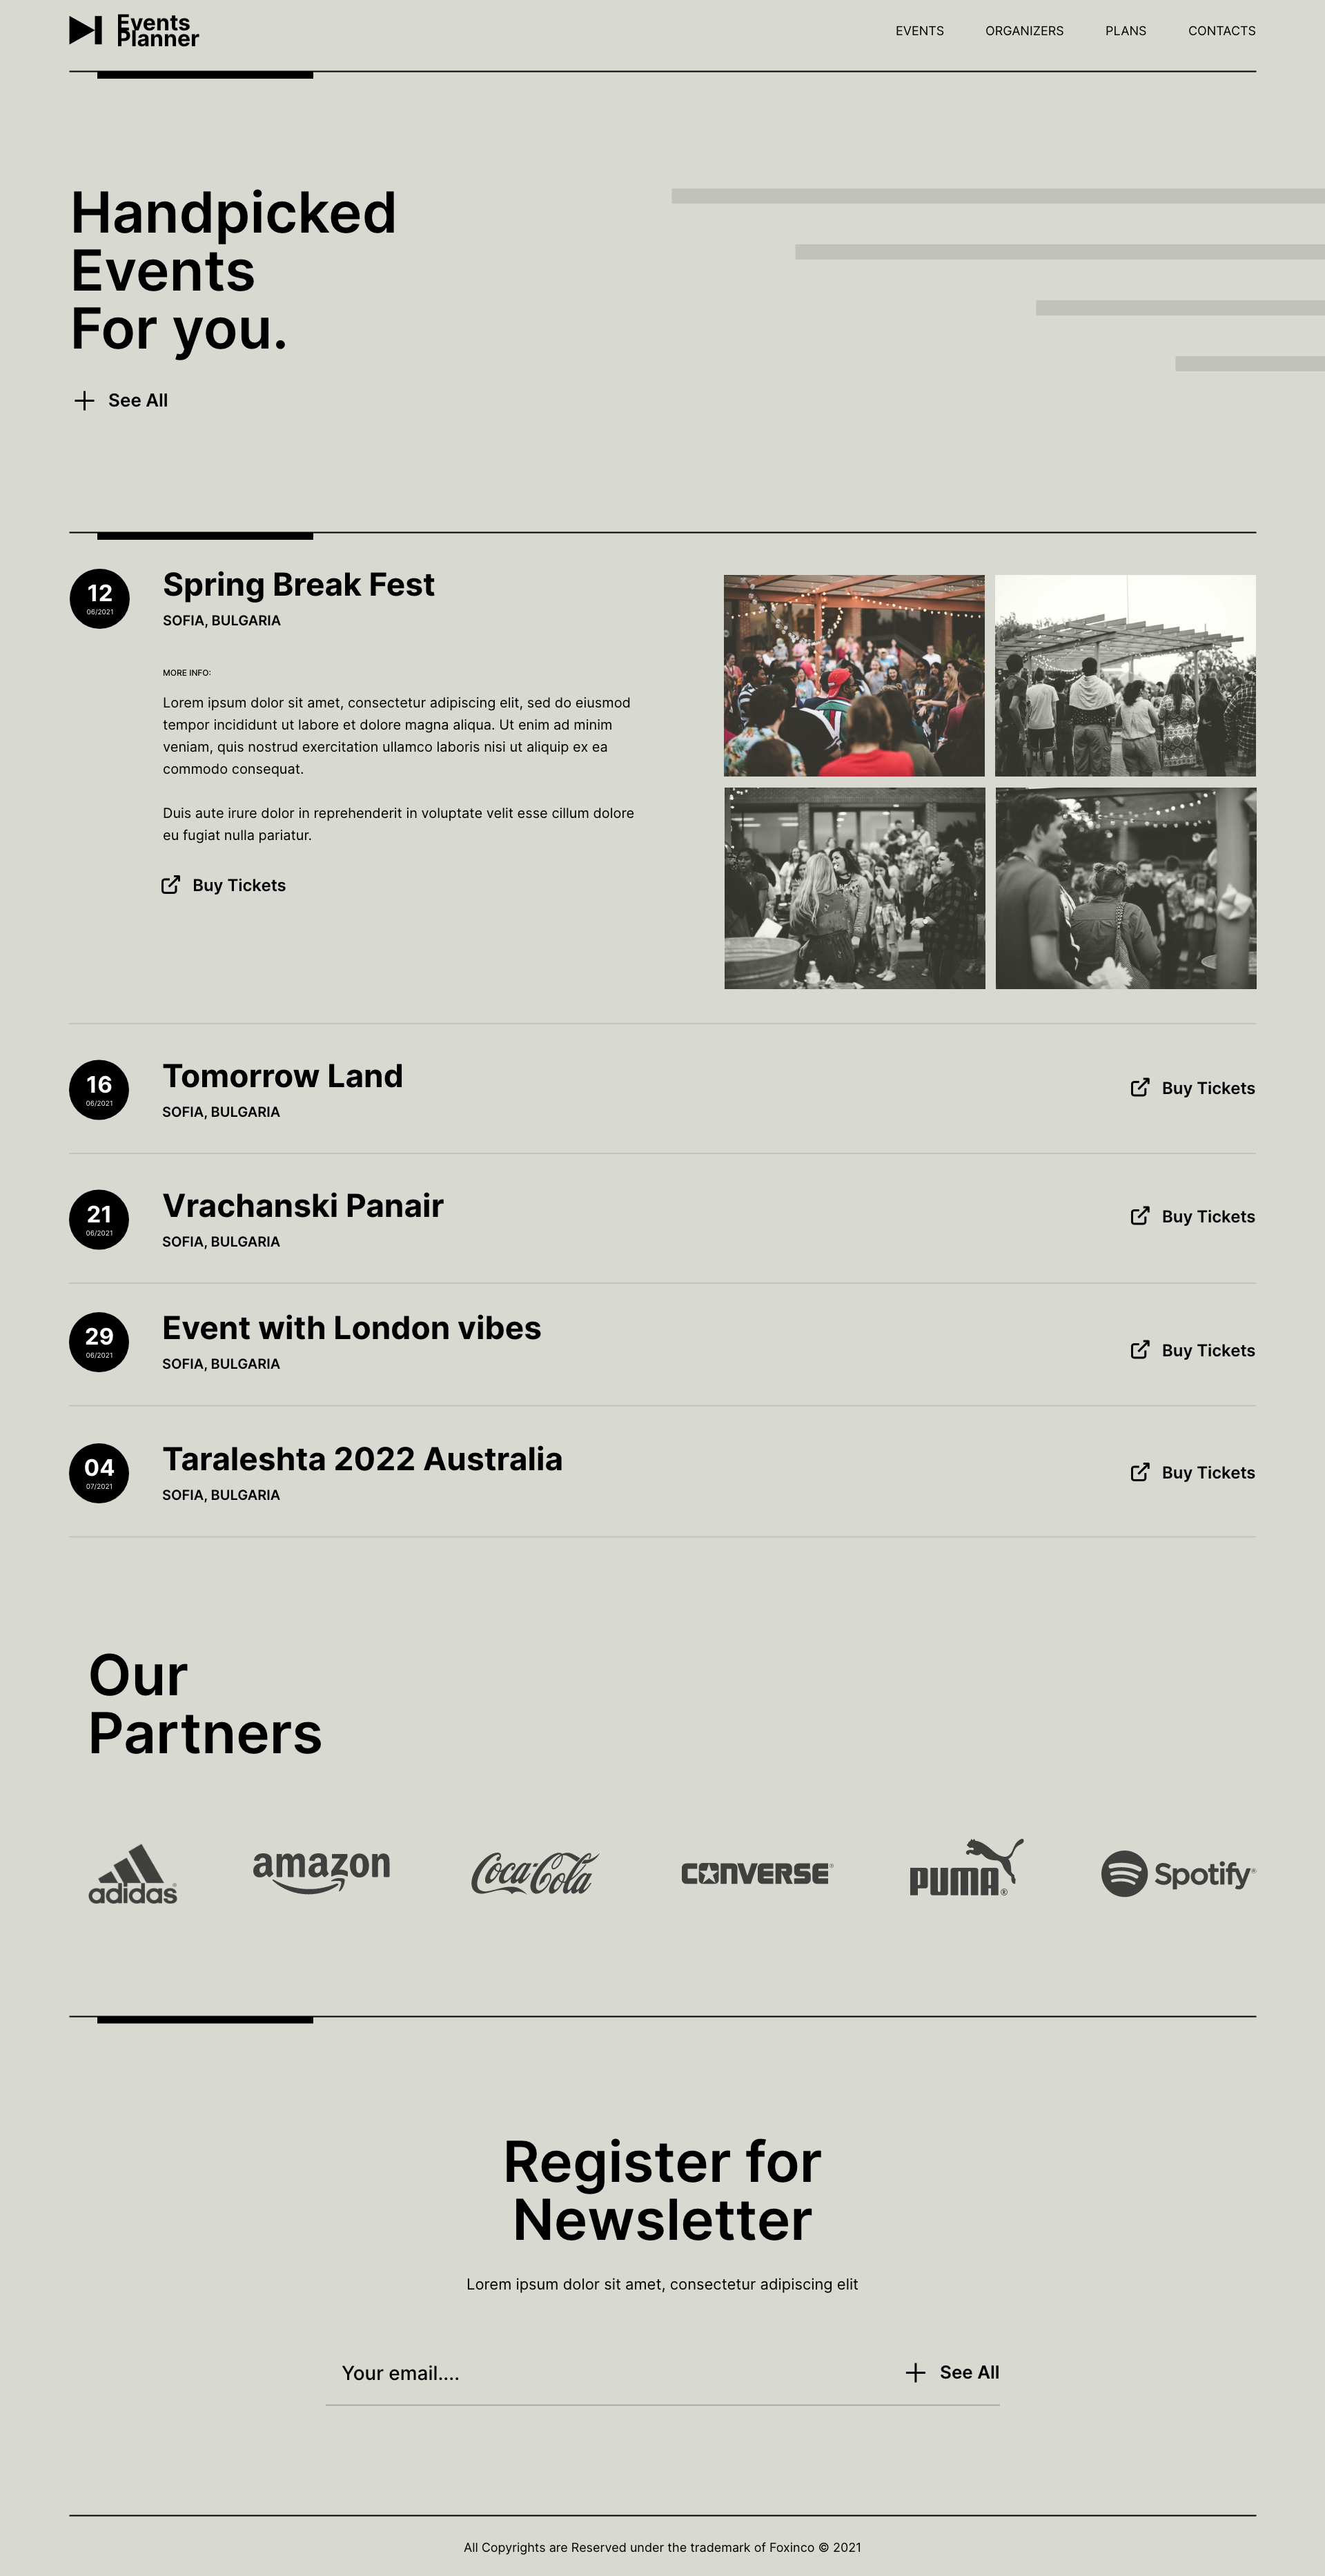 Events
Planner
EVENTS ORGANIZERS PLANS CONTACTS
Handpicked
Events
For you.
See All
12
06/2021
Spring Break Fest
SOFIA, BULGARIA
MORE INFO:
Lorem ipsum dolor sit amet, consectetur adipiscing elit, sed do eiusmod
tempor incididunt ut labore et dolore magna aliqua. Ut enim ad minim
veniam, quis nostrud exercitation ullamco laboris nisi ut aliquip ex ea
commodo consequat.
Duis aute irure dolor in reprehenderit in voluptate velit esse cillum dolore
eu fugiat nulla pariatur.
Buy Tickets
16
06/2021
Tomorrow Land
SOFIA, BULGARIA
Buy Tickets
21
06/2021
Vrachanski Panair
SOFIA, BULGARIA
Buy Tickets
29
06/2021
Event with London vibes
SOFIA, BULGARIA
Buy Tickets
04
07/2021
Taraleshta 2022 Australia
SOFIA, BULGARIA
Buy Tickets
Our
Partners
adidas amazon Coca-Cola CONVERSE® PUMA® Spotify®
Register for
Newsletter
Lorem ipsum dolor sit amet, consectetur adipiscing elit
Your email.... See All
All Copyrights are Reserved under the trademark of Foxinco © 2021